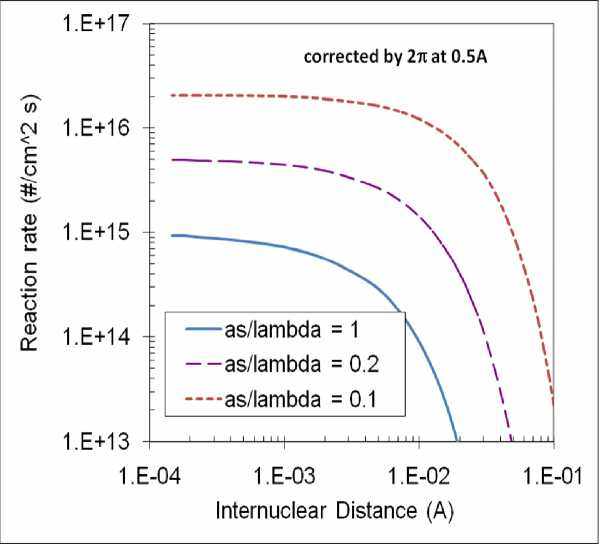 1.E+17
corrected by 2π at 0.5A
1.E+16
1.E+15
1.E+14
1.E+13
Reaction rate (#/cm^2 s)
as/lambda = 1
as/lambda = 0.2
as/lambda = 0.1
1.E-04 1.E-03 1.E-02 1.E-01
Internuclear Distance (A)